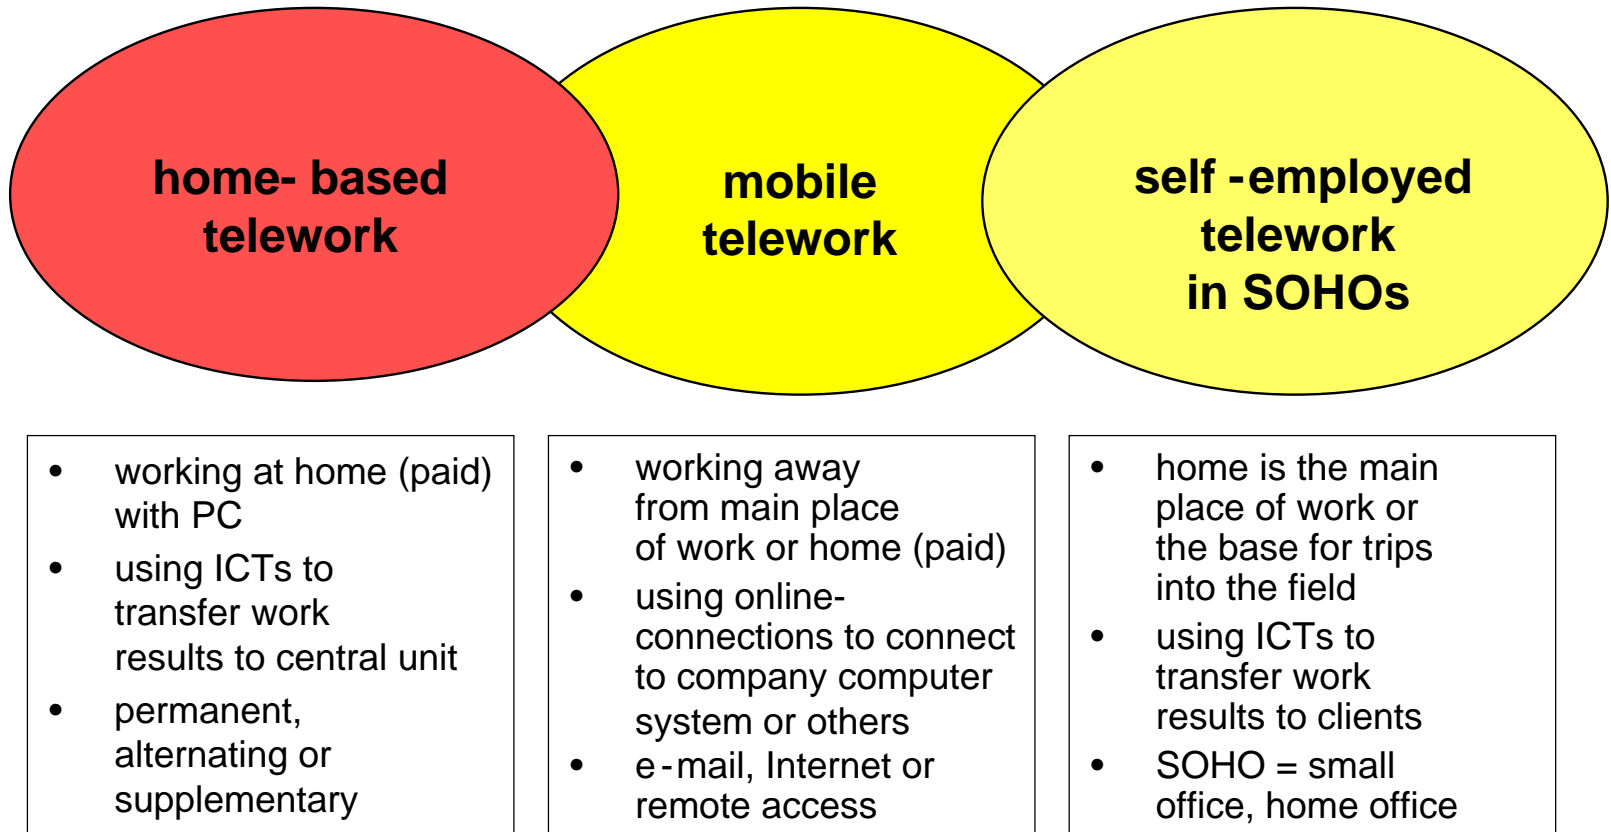 home- based
telework
mobile
telework
self -employed
telework
in SOHOs
• working at home (paid)
with PC
• using ICTs to
transfer work
results to central unit
• permanent,
alternating or
supplementary
• working away
from main place
of work or home (paid)
• using online-
connections to connect
to company computer
system or others
• e-mail, Internet or
remote access
• home is the main
place of work or
the base for trips
into the field
• using ICTs to
transfer work
results to clients
• SOHO = small
office, home office